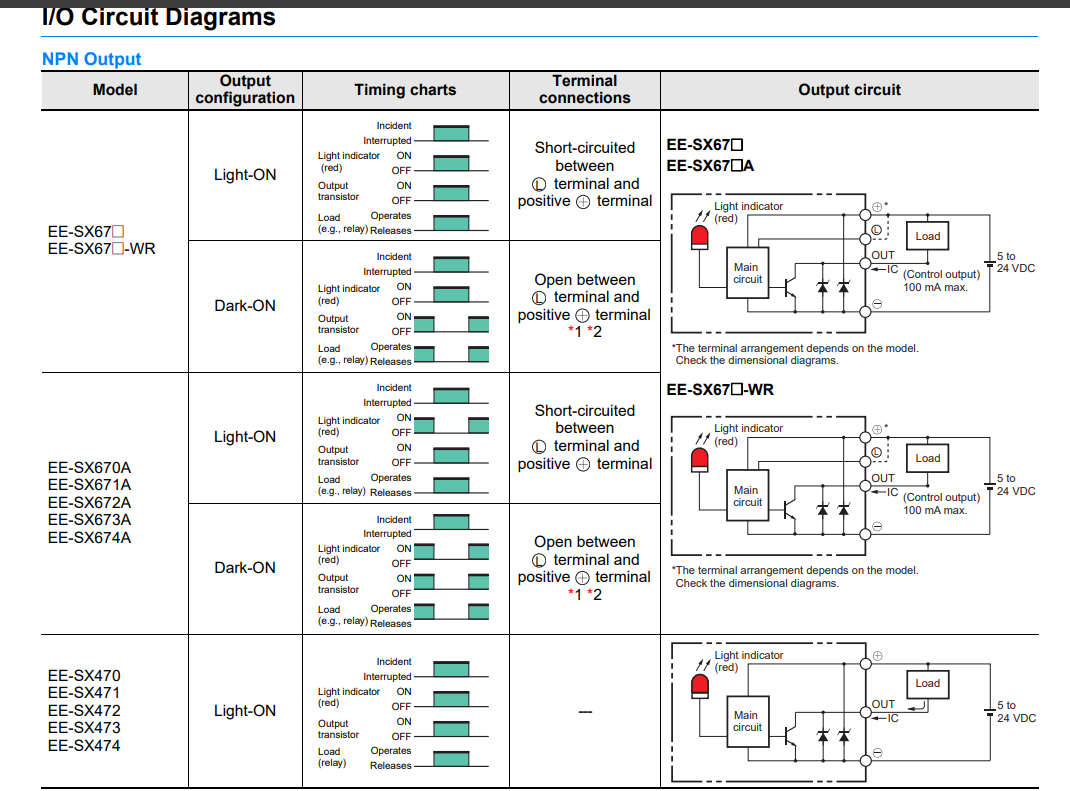 I/O Circuit Diagrams
NPN Output
Model
Output
configuration
Timing charts
Terminal
connections
Output circuit
EE-SX67□
EE-SX67□-WR
Light-ON
Incident
Interrupted
Light indicator
(red)
ON
OFF
Output
transistor
ON
OFF
Load
(e.g., relay)
Operates
Releases
Short-circuited
between
Ⓛ terminal and
positive ⊕ terminal
Dark-ON
Incident
Interrupted
Light indicator
(red)
ON
OFF
Output
transistor
ON
OFF
Load
(e.g., relay)
Operates
Releases
Open between
Ⓛ terminal and
positive ⊕ terminal
*1 *2
EE-SX67□
EE-SX67□A
Light indicator
(red)
Main
circuit
⊕*
Ⓛ
OUT
IC
⊖
Load
(Control output)
100 mA max.
5 to
24 VDC
*The terminal arrangement depends on the model.
Check the dimensional diagrams.
EE-SX670A
EE-SX671A
EE-SX672A
EE-SX673A
EE-SX674A
Light-ON
Incident
Interrupted
Light indicator
(red)
ON
OFF
Output
transistor
ON
OFF
Load
(e.g., relay)
Operates
Releases
Short-circuited
between
Ⓛ terminal and
positive ⊕ terminal
Dark-ON
Incident
Interrupted
Light indicator
(red)
ON
OFF
Output
transistor
ON
OFF
Load
(e.g., relay)
Operates
Releases
Open between
Ⓛ terminal and
positive ⊕ terminal
*1 *2
EE-SX67□-WR
Light indicator
(red)
Main
circuit
⊕*
Ⓛ
OUT
IC
⊖
Load
(Control output)
100 mA max.
5 to
24 VDC
*The terminal arrangement depends on the model.
Check the dimensional diagrams.
EE-SX470
EE-SX471
EE-SX472
EE-SX473
EE-SX474
Light-ON
Incident
Interrupted
Light indicator
(red)
ON
OFF
Output
transistor
ON
OFF
Load
(relay)
Operates
Releases
---
Light indicator
(red)
Main
circuit
⊕
OUT
IC
⊖
Load
5 to
24 VDC